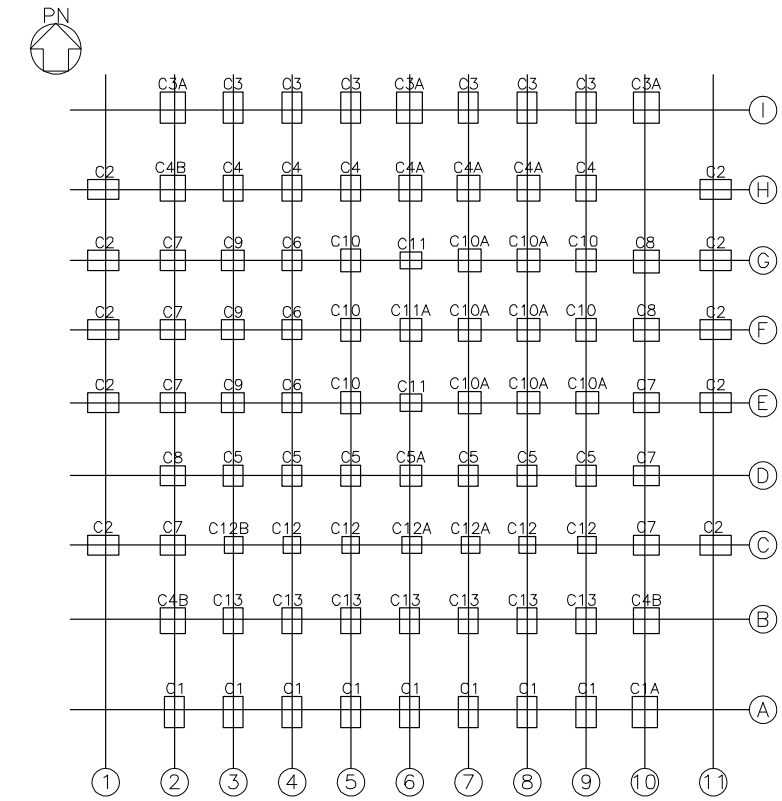 PN
C3A C3 C3 C3 C3A C3 C3 C3 C3A
I
C2 C4B C4 C4 C4 C4A C4A C4A C4 C2
H
C2 C7 C9 C6 C10 C11 C10A C10A C10 C8 C2
G
C2 C7 C9 C6 C10 C11A C10A C10A C10 C8 C2
F
C2 C7 C9 C6 C10 C11 C10A C10A C10A C7 C2
E
C8 C5 C5 C5 C5A C5 C5 C5 C7
D
C2 C7 C12B C12 C12 C12A C12A C12 C12 C7 C2
C
C4B C13 C13 C13 C13 C13 C13 C13 C4B
B
C1 C1 C1 C1 C1 C1 C1 C1 C1A
A
1 2 3 4 5 6 7 8 9 10 11